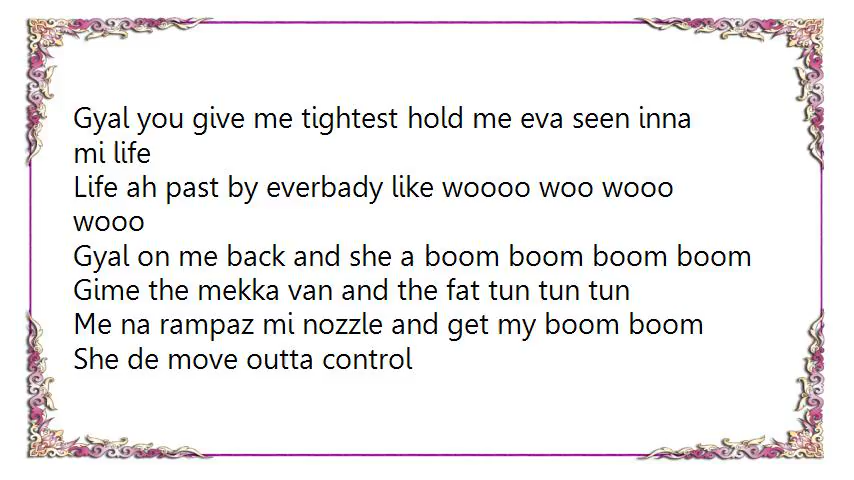 Gyal you give me tightest hold me eva seen inna
mi life
Life ah past by everbady like woooo woo wooo
wooo
Gyal on me back and she a boom boom boom boom
Gime the mekka van and the fat tun tun tun
Me na rampaz mi nozzle and get my boom boom
She de move outta control